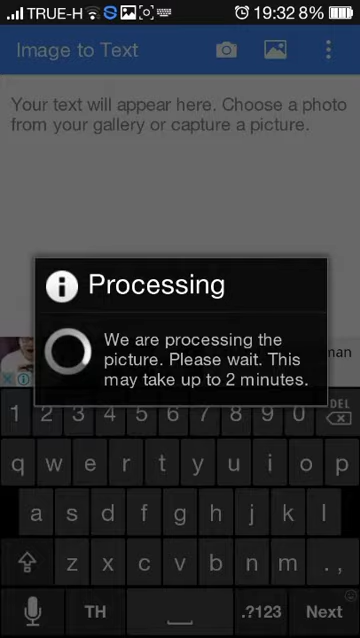 TRUE-H 19:32 8%
Image to Text
Your text will appear here. Choose a photo
from your gallery or capture a picture.
Processing
We are processing the
picture. Please wait. This
may take up to 2 minutes.
1 2 3 4 5 6 7 8 9 0 DEL
q w e r t y u i o p
a s d f g h j k l
z x c v b n m . ,
TH .?123 Next